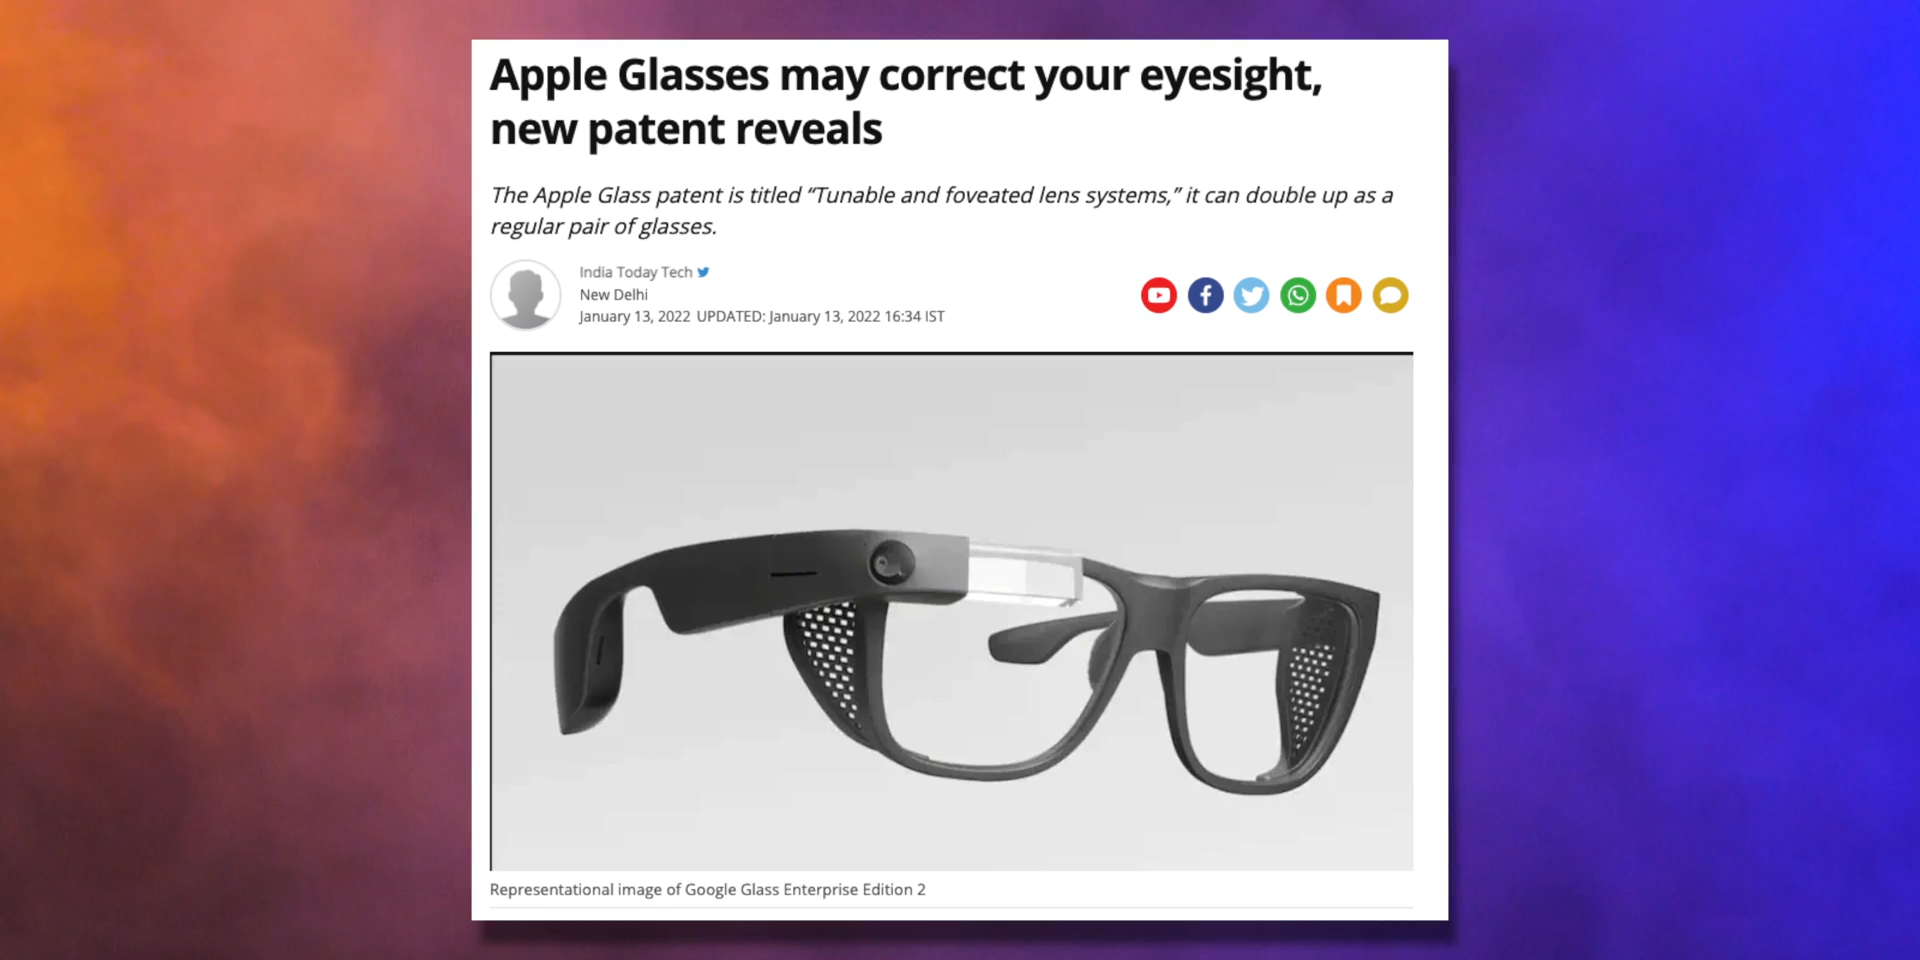 Apple Glasses may correct your eyesight,
new patent reveals
The Apple Glass patent is titled “Tunable and foveated lens systems,” it can double up as a
regular pair of glasses.
India Today Tech
New Delhi
January 13, 2022 UPDATED: January 13, 2022 16:34 IST
Representational image of Google Glass Enterprise Edition 2